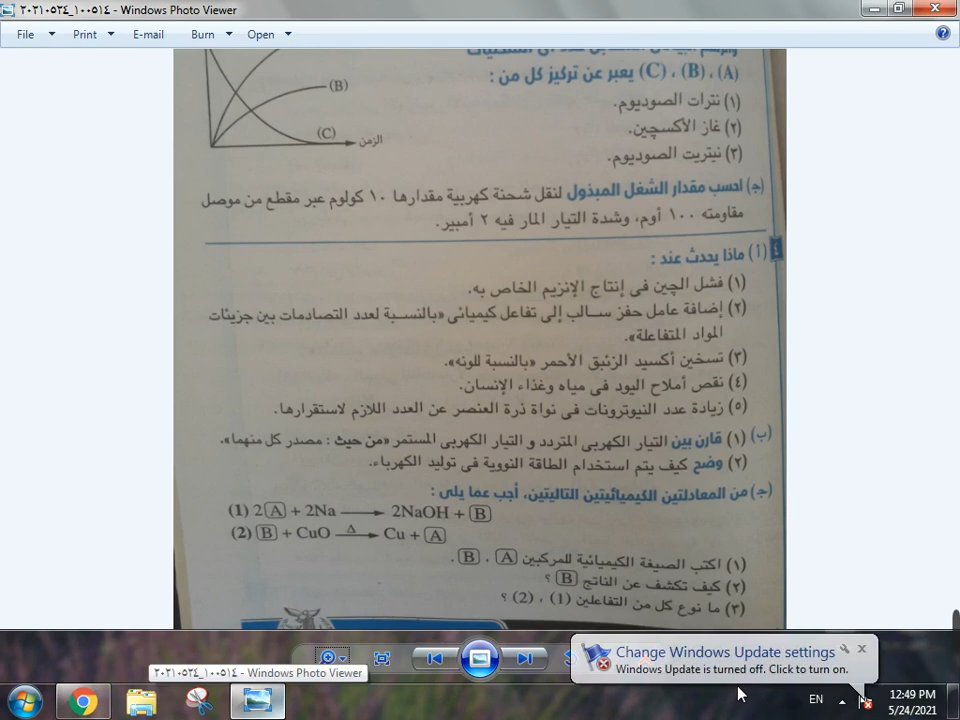 ٢٠٢١٠٥٢٤_١٠٠٥١٤ - Windows Photo Viewer
File Print E-mail Burn Open
(A)، (B)، (C) يعبر عن تركيز كل من :
(١) نترات الصوديوم.
(٢) غاز الأكسچين.
(٣) نيتريت الصوديوم.
(B)
(C)
الزمن
(جـ) احسب مقدار الشغل المبذول لنقل شحنة كهربية مقدارها ١٠ كولوم عبر مقطع من موصل
مقاومته ١٠٠ أوم، وشدة التيار المار فيه ٢ أمبير.
٤ (أ) ماذا يحدث عند :
(١) فشل الچين فى إنتاج الإنزيم الخاص به.
(٢) إضافة عامل حفز سالب إلى تفاعل كيميائى «بالنسبة لعدد التصادمات بين جزيئات
المواد المتفاعلة».
(٣) تسخين أكسيد الزئبق الأحمر «بالنسبة للونه».
(٤) نقص أملاح اليود فى مياه وغذاء الإنسان.
(٥) زيادة عدد النيوترونات فى نواة ذرة العنصر عن العدد اللازم لاستقرارها.
(ب) (١) قارن بين التيار الكهربى المتردد و التيار الكهربى المستمر «من حيث : مصدر كل منهما».
(٢) وضح كيف يتم استخدام الطاقة النووية فى توليد الكهرباء.
(جـ) من المعادلتين الكيميائيتين التاليتين، أجب عما يلى :
(1) 2A + 2Na ⟶ 2NaOH + B
(2) B + CuO ⟶ Δ Cu + A
(١) اكتب الصيغة الكيميائية للمركبين A ، B .
(٢) كيف تكشف عن الناتج B ؟
(٣) ما نوع كل من التفاعلين (1) ، (2) ؟
Change Windows Update settings
Windows Update is turned off. Click to turn on.
٢٠٢١٠٥٢٤_١٠٠٥١٤ - Windows Photo Viewer
EN
12:49 PM
5/24/2021